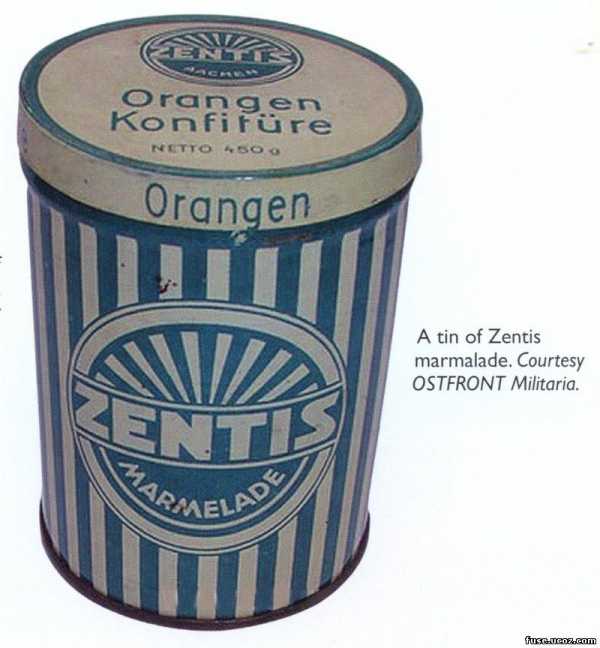 ZENTIS
AACHEN
Orangen
Konfitüre
NETTO 450 g
Orangen
ZENTIS
MARMELADE
A tin of Zentis
marmalade. Courtesy
OSTFRONT Militaria.
fuse.ucoz.com